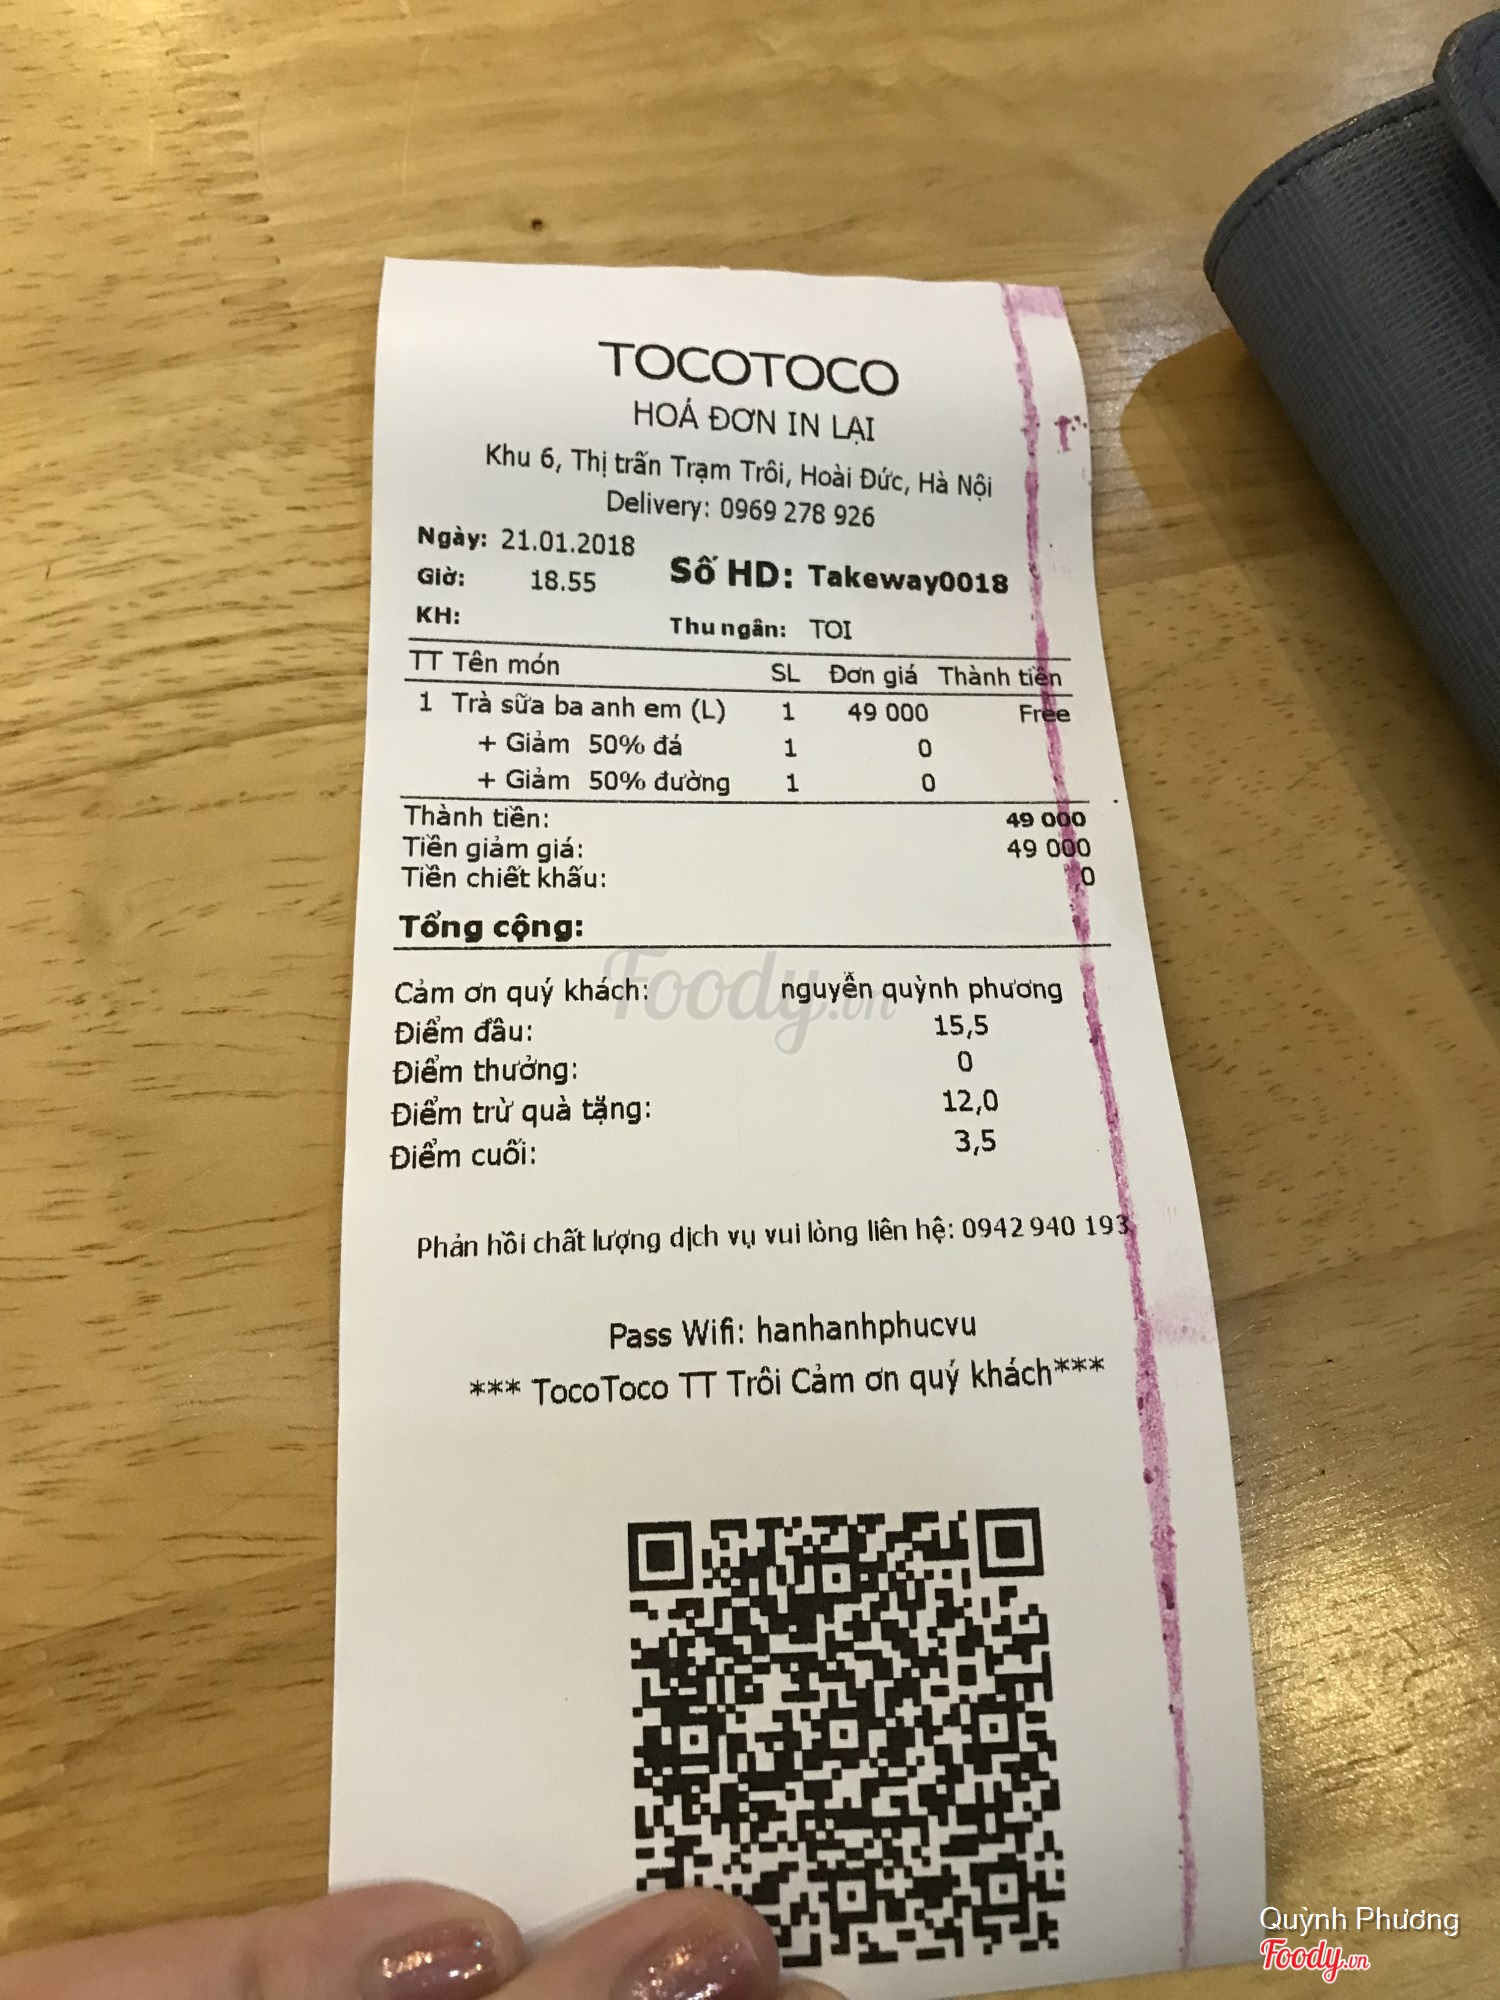 TOCOTOCO
HOÁ ĐƠN IN LẠI
Khu 6, Thị trấn Trạm Trôi, Hoài Đức, Hà Nội
Delivery: 0969 278 926
Ngày: 21.01.2018
Giờ: 18.55 Số HD: Takeway0018
KH: Thu ngân: TOI
TT Tên món SL Đơn giá Thành tiền
1 Trà sữa ba anh em (L) 1 49 000 Free
+ Giảm 50% đá 1 0
+ Giảm 50% đường 1 0
Thành tiền: 49 000
Tiền giảm giá: 49 000
Tiền chiết khấu: 0
Tổng cộng:
Cảm ơn quý khách: nguyễn quỳnh phương
Điểm đầu: 15,5
Điểm thưởng: 0
Điểm trừ quà tặng: 12,0
Điểm cuối: 3,5
Foody.vn
Phản hồi chất lượng dịch vụ vui lòng liên hệ: 0942 940 193
Pass Wifi: hanhanhphucvu
*** TocoToco TT Trôi Cảm ơn quý khách***
Quỳnh Phương
Foody.vn